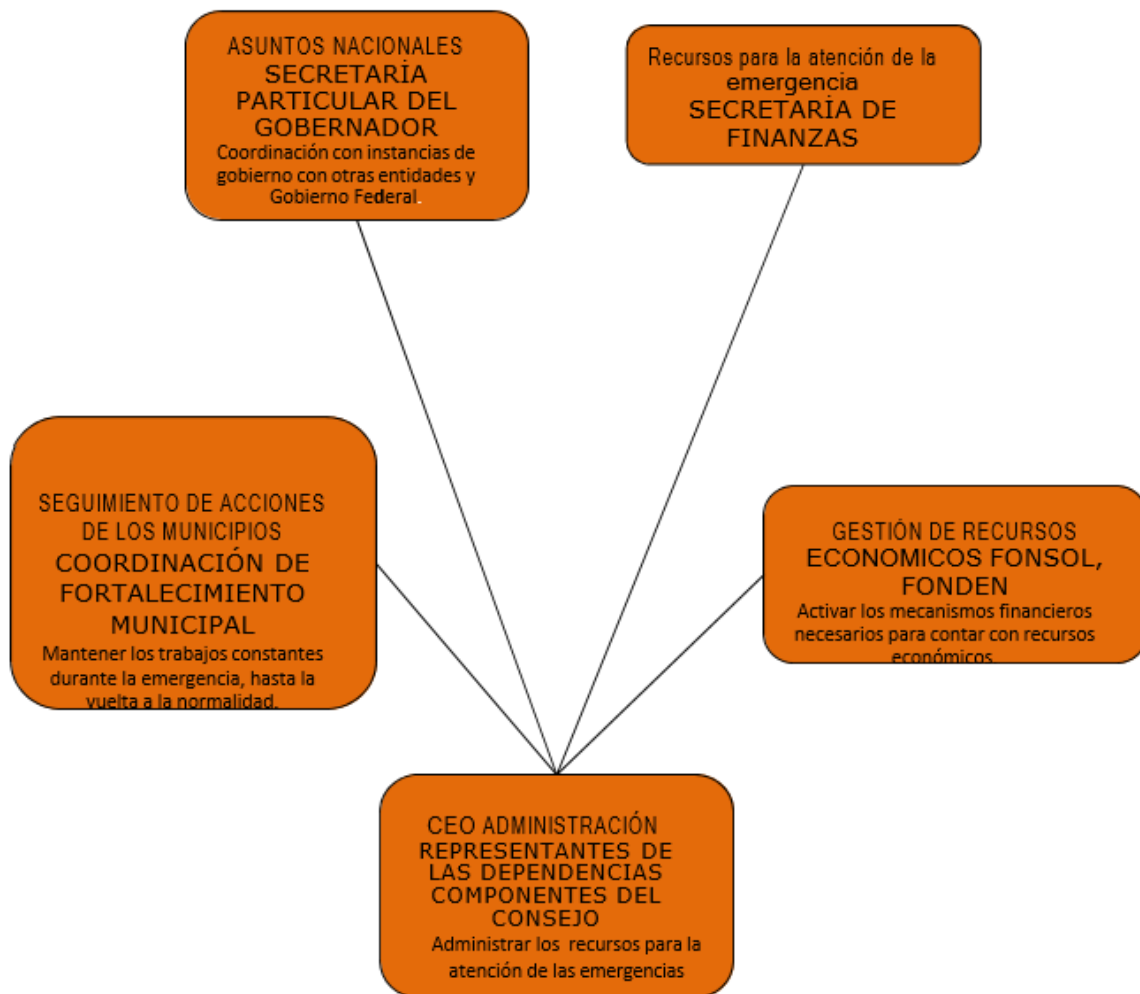 ASUNTOS NACIONALES
SECRETARÍA
PARTICULAR DEL
GOBERNADOR
Coordinación con instancias de
gobierno con otras entidades y
Gobierno Federal.
Recursos para la atención de la
emergencia
SECRETARÍA DE
FINANZAS
SEGUIMIENTO DE ACCIONES
DE LOS MUNICIPIOS
COORDINACIÓN DE
FORTALECIMIENTO
MUNICIPAL
Mantener los trabajos constantes
durante la emergencia, hasta la
vuelta a la normalidad.
GESTIÓN DE RECURSOS
ECONOMICOS FONSOL,
FONDEN
Activar los mecanismos financieros
necesarios para contar con recursos
económicos
CEO ADMINISTRACIÓN
REPRESENTANTES DE
LAS DEPENDENCIAS
COMPONENTES DEL
CONSEJO
Administrar los recursos para la
atención de las emergencias